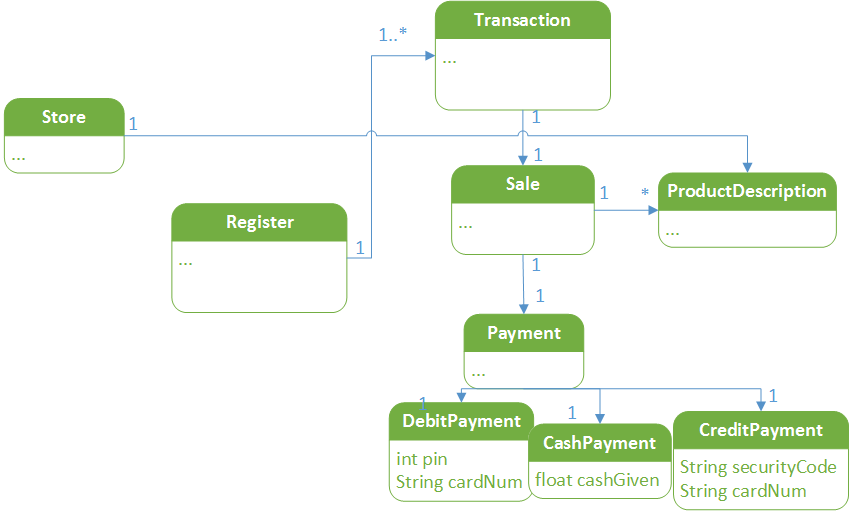 Transaction
...
1..*
Store
...
1
1
1
Sale
...
1
*
ProductDescription
...
Register
...
1
1
1
Payment
...
1
1
1
DebitPayment
int pin
String cardNum
CashPayment
float cashGiven
CreditPayment
String securityCode
String cardNum